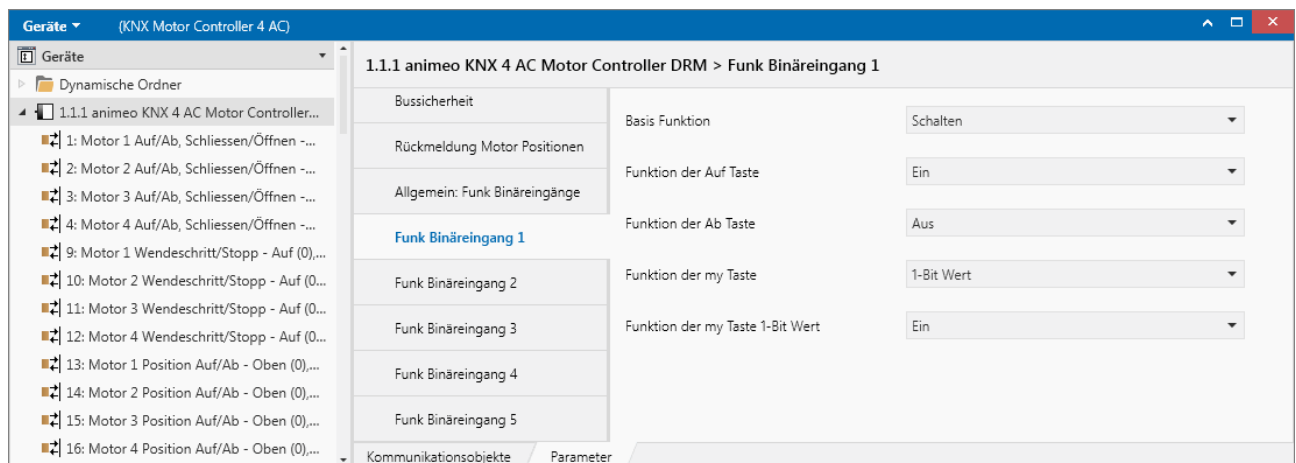 Geräte (KNX Motor Controller 4 AC)
Geräte
Dynamische Ordner
1.1.1 animeo KNX 4 AC Motor Controller...
1: Motor 1 Auf/Ab, Schliessen/Öffnen -...
2: Motor 2 Auf/Ab, Schliessen/Öffnen -...
3: Motor 3 Auf/Ab, Schliessen/Öffnen -...
4: Motor 4 Auf/Ab, Schliessen/Öffnen -...
9: Motor 1 Wendeschritt/Stopp - Auf (0),...
10: Motor 2 Wendeschritt/Stopp - Auf (0...
11: Motor 3 Wendeschritt/Stopp - Auf (0...
12: Motor 4 Wendeschritt/Stopp - Auf (0...
13: Motor 1 Position Auf/Ab - Oben (0),...
14: Motor 2 Position Auf/Ab - Oben (0),...
15: Motor 3 Position Auf/Ab - Oben (0),...
16: Motor 4 Position Auf/Ab - Oben (0),...
1.1.1 animeo KNX 4 AC Motor Controller DRM > Funk Binäreingang 1
Bussicherheit
Rückmeldung Motor Positionen
Allgemein: Funk Binäreingänge
Funk Binäreingang 1
Funk Binäreingang 2
Funk Binäreingang 3
Funk Binäreingang 4
Funk Binäreingang 5
Basis Funktion Schalten
Funktion der Auf Taste Ein
Funktion der Ab Taste Aus
Funktion der my Taste 1-Bit Wert
Funktion der my Taste 1-Bit Wert Ein
Kommunikationsobjekte Parameter